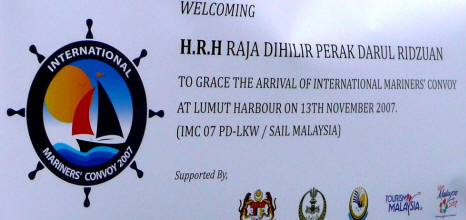 WELCOMING
H.R.H RAJA DIHILIR PERAK DARUL RIDZUAN
TO GRACE THE ARRIVAL OF INTERNATIONAL MARINERS' CONVOY
AT LUMUT HARBOUR ON 13TH NOVEMBER 2007.
(IMC 07 PD-LKW / SAIL MALAYSIA)
INTERNATIONAL
MARINERS' CONVOY 2007
Supported By,
TOURISM
MALAYSIA
Malaysia